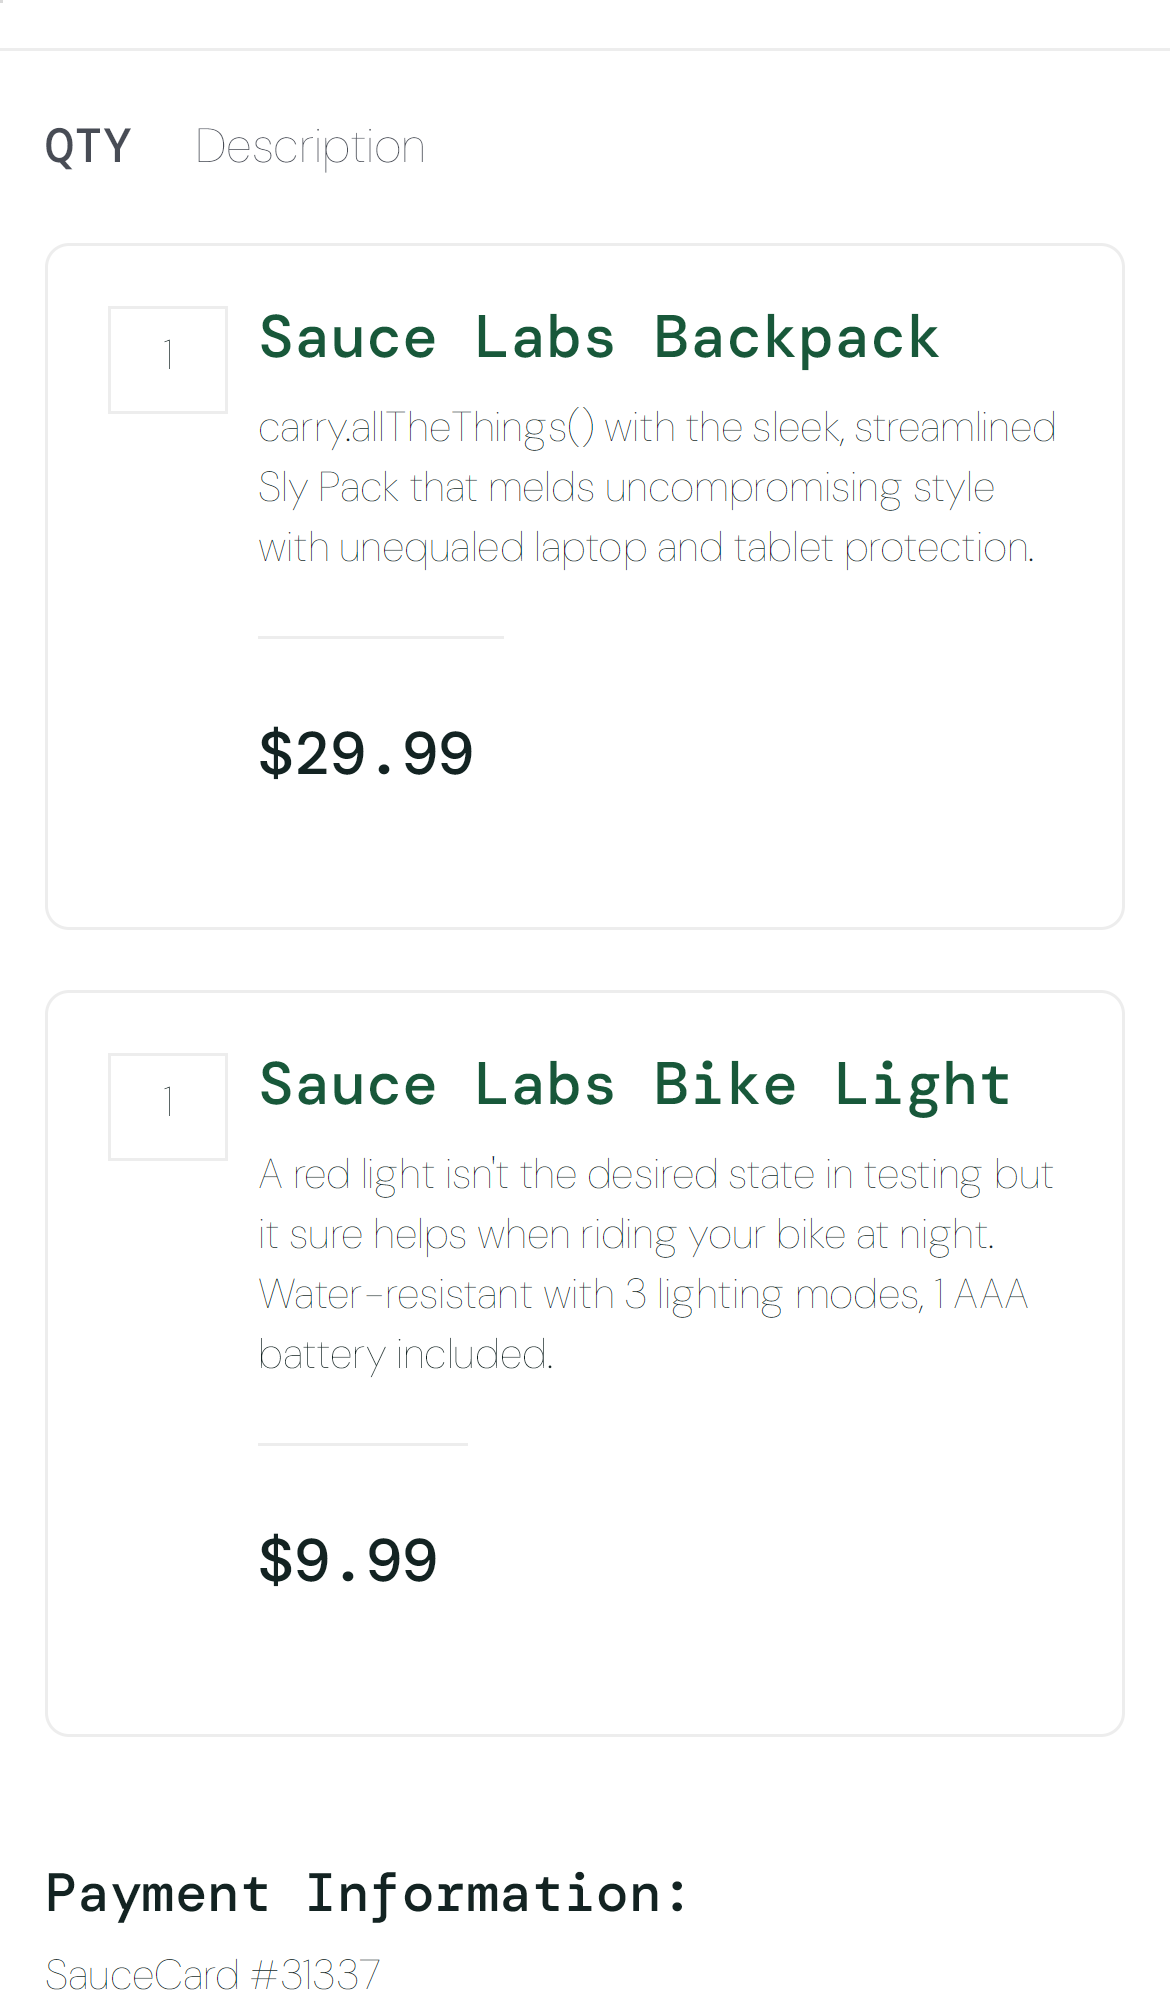 QTY Description
1 Sauce Labs Backpack
carry.allTheThings() with the sleek, streamlined
Sly Pack that melds uncompromising style
with unequaled laptop and tablet protection.
$29.99
1 Sauce Labs Bike Light
A red light isn't the desired state in testing but
it sure helps when riding your bike at night.
Water-resistant with 3 lighting modes, 1 AAA
battery included.
$9.99
Payment Information:
SauceCard #31337